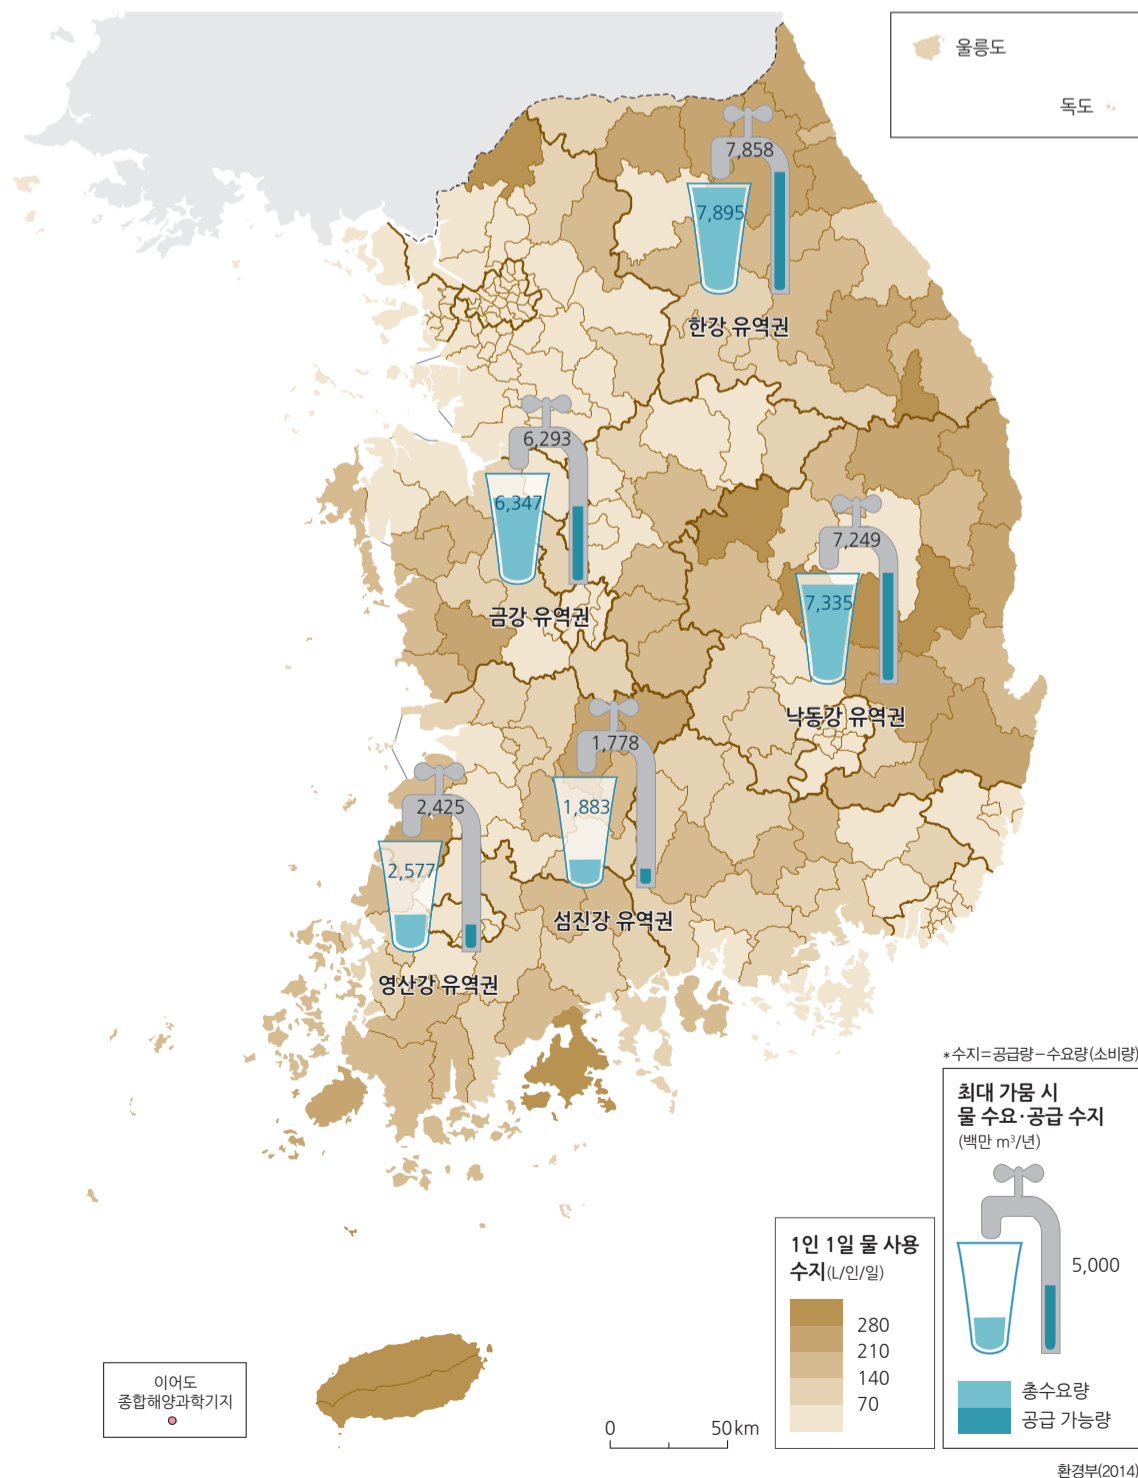 울릉도
독도
7,858
7,895
한강 유역권
6,293
6,347
금강 유역권
7,249
7,335
낙동강 유역권
1,778
1,883
섬진강 유역권
2,425
2,577
영산강 유역권
*수지=공급량-수요량(소비량)
최대 가뭄 시
물 수요·공급 수지
(백만 m³/년)
5,000
총수요량
공급 가능량
1인 1일 물 사용
수지(L/인/일)
280
210
140
70
이어도
종합해양과학기지
0 50km
환경부(2014)